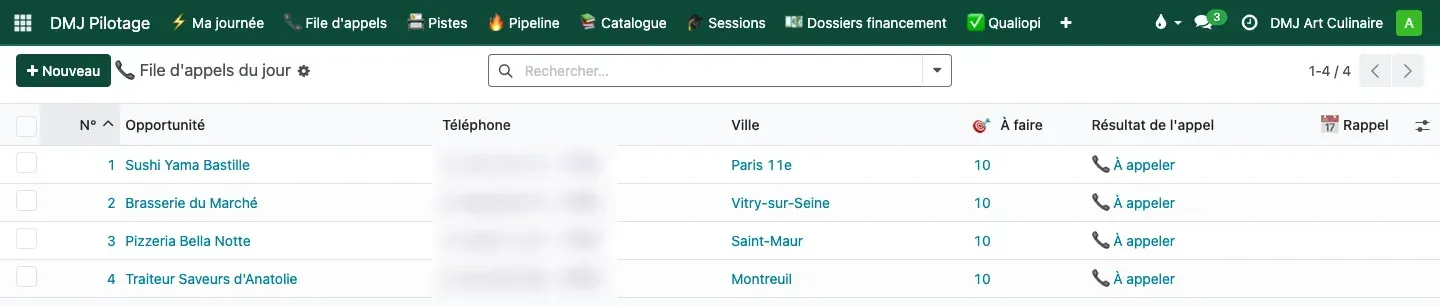 DMJ Pilotage ⚡ Ma journée 📞 File d'appels 📇 Pistes 🔥 Pipeline 📚 Catalogue 🎓 Sessions 💶 Dossiers financement ✅ Qualiopi + 3 DMJ Art Culinaire A
+ Nouveau 📞 File d'appels du jour Rechercher... 1-4 / 4
N° Opportunité Téléphone Ville 🎯 À faire Résultat de l'appel 📅 Rappel
1 Sushi Yama Bastille Paris 11e 10 📞 À appeler
2 Brasserie du Marché Vitry-sur-Seine 10 📞 À appeler
3 Pizzeria Bella Notte Saint-Maur 10 📞 À appeler
4 Traiteur Saveurs d'Anatolie Montreuil 10 📞 À appeler